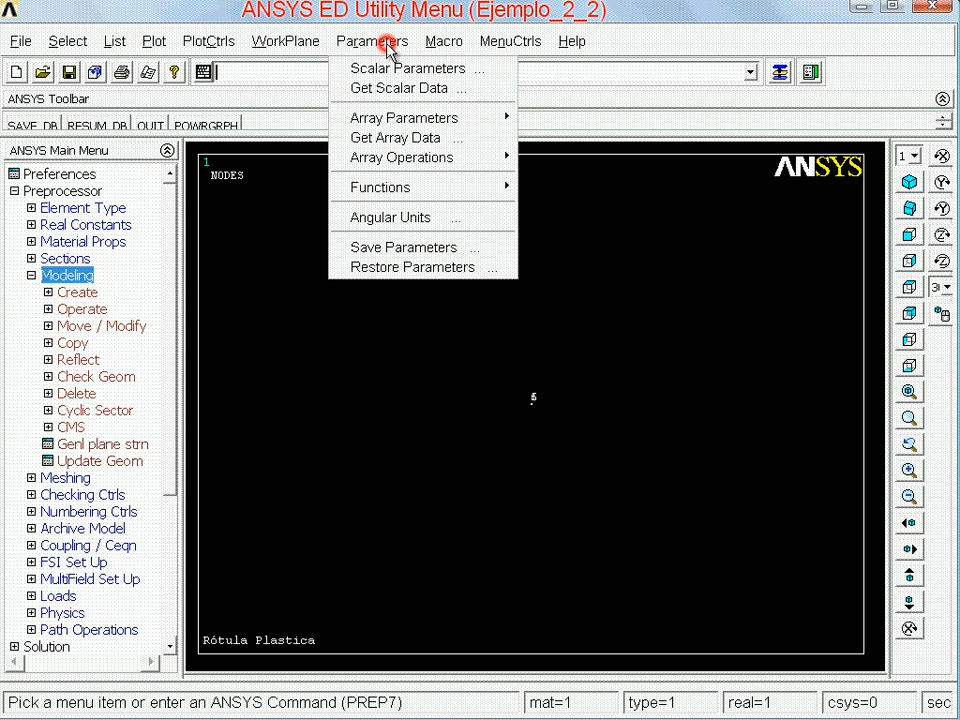 ANSYS ED Utility Menu (Ejemplo_2_2)
File Select List Plot PlotCtrls WorkPlane Parameters Macro MenuCtrls Help
Scalar Parameters ...
Get Scalar Data ...
Array Parameters
Get Array Data ...
Array Operations
Functions
Angular Units ...
Save Parameters ...
Restore Parameters ...
ANSYS Toolbar
SAVE_DB RESUM_DB QUIT POWRGRPH
ANSYS Main Menu
Preferences
Preprocessor
Element Type
Real Constants
Material Props
Sections
Modeling
Create
Operate
Move / Modify
Copy
Reflect
Check Geom
Delete
Cyclic Sector
CMS
Genl plane strn
Update Geom
Meshing
Checking Ctrls
Numbering Ctrls
Archive Model
Coupling / Ceqn
FSI Set Up
MultiField Set Up
Loads
Physics
Path Operations
Solution
1
NODES
ANSYS
Rótula Plastica
1
Pick a menu item or enter an ANSYS Command (PREP7)
mat=1 type=1 real=1 csys=0 sec